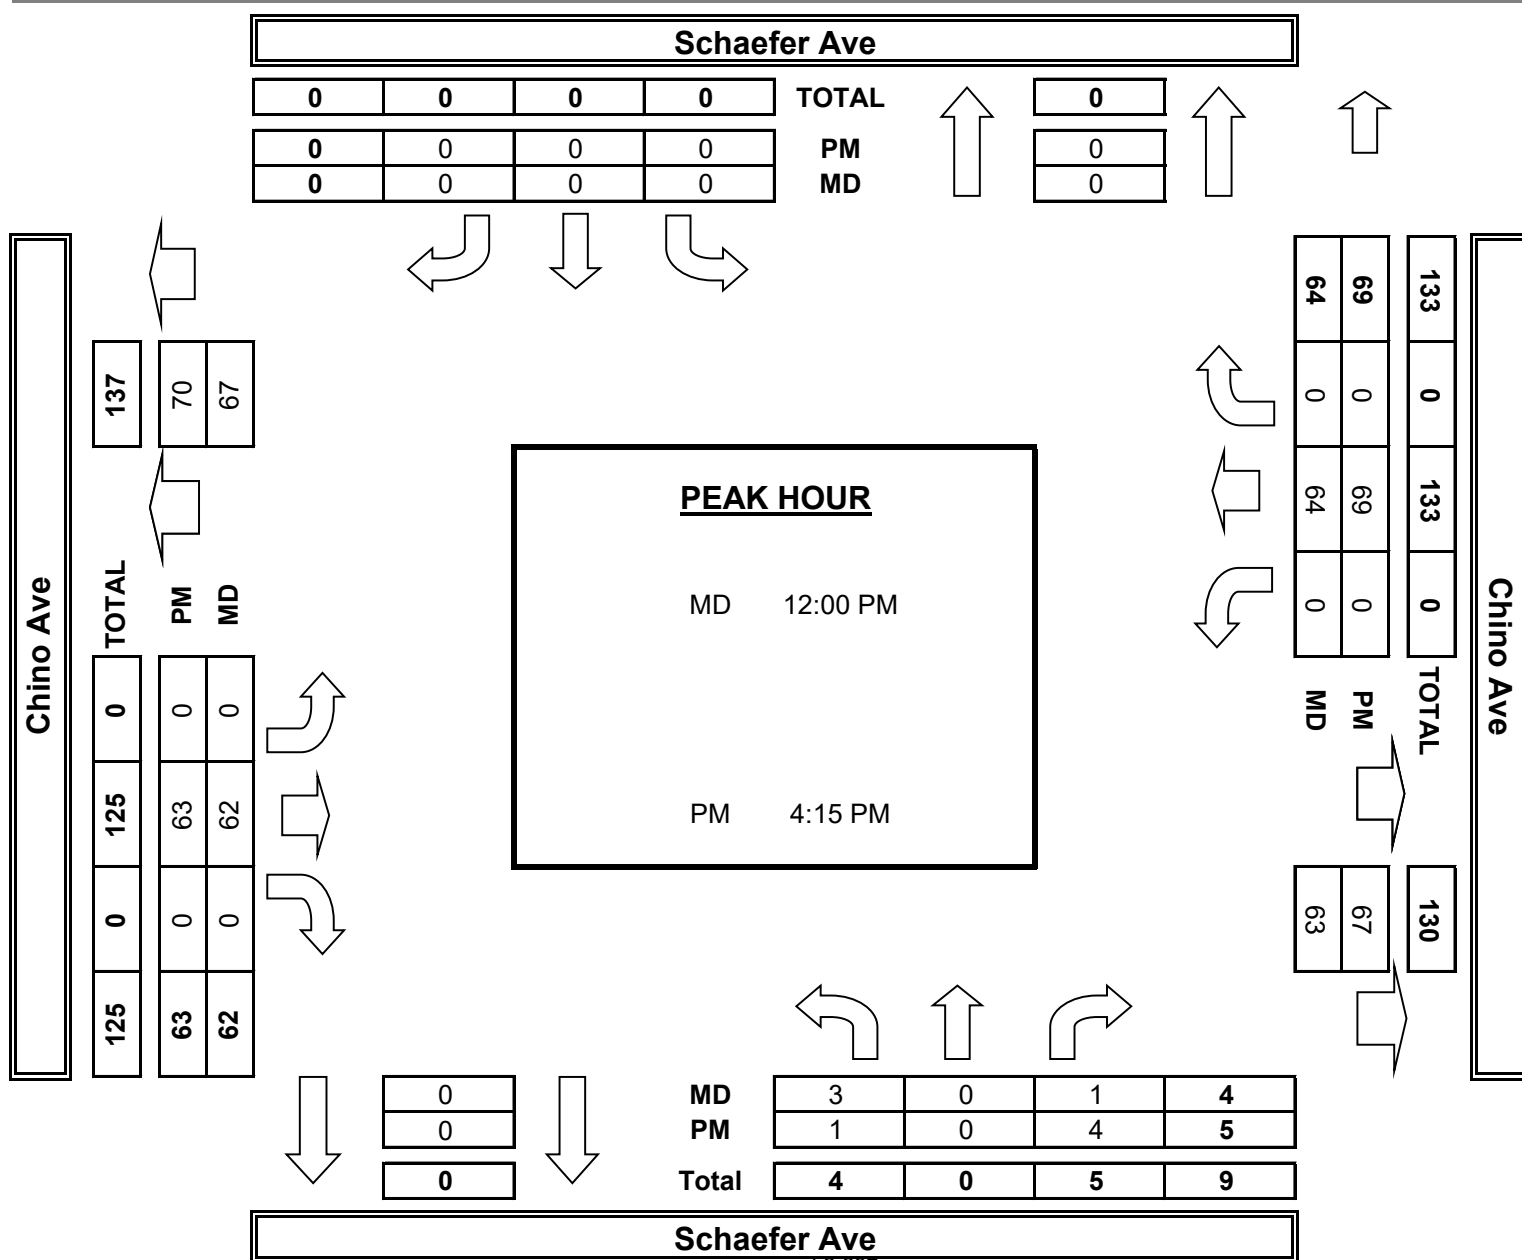 Schaefer Ave
0 0 0 0 TOTAL 0
0 0 0 0 PM 0
0 0 0 0 MD 0
Chino Ave
137 70 67
TOTAL PM MD
0 0 0
125 63 62
0 0 0
125 63 62
PEAK HOUR
MD 12:00 PM
PM 4:15 PM
64 69 133
0 0 0
64 69 133
0 0 0
MD PM TOTAL
63 67 130
Chino Ave
0 MD 3 0 1 4
0 PM 1 0 4 5
0 Total 4 0 5 9
Schaefer Ave